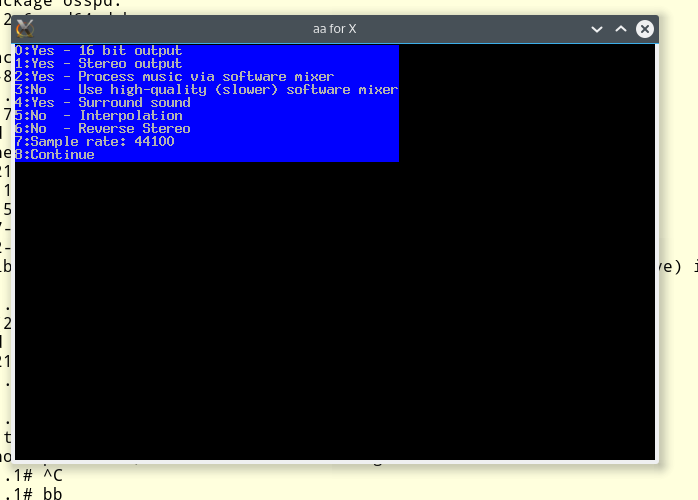 ackage osspd.
aa for X
0:Yes - 16 bit output
1:Yes - Stereo output
2:Yes - Process music via software mixer
3:No  - Use high-quality (slower) software mixer
4:Yes - Surround sound
5:No  - Interpolation
6:No  - Reverse Stereo
7:Sample rate: 44100
8:Continue
.1# ^C
.1# bb